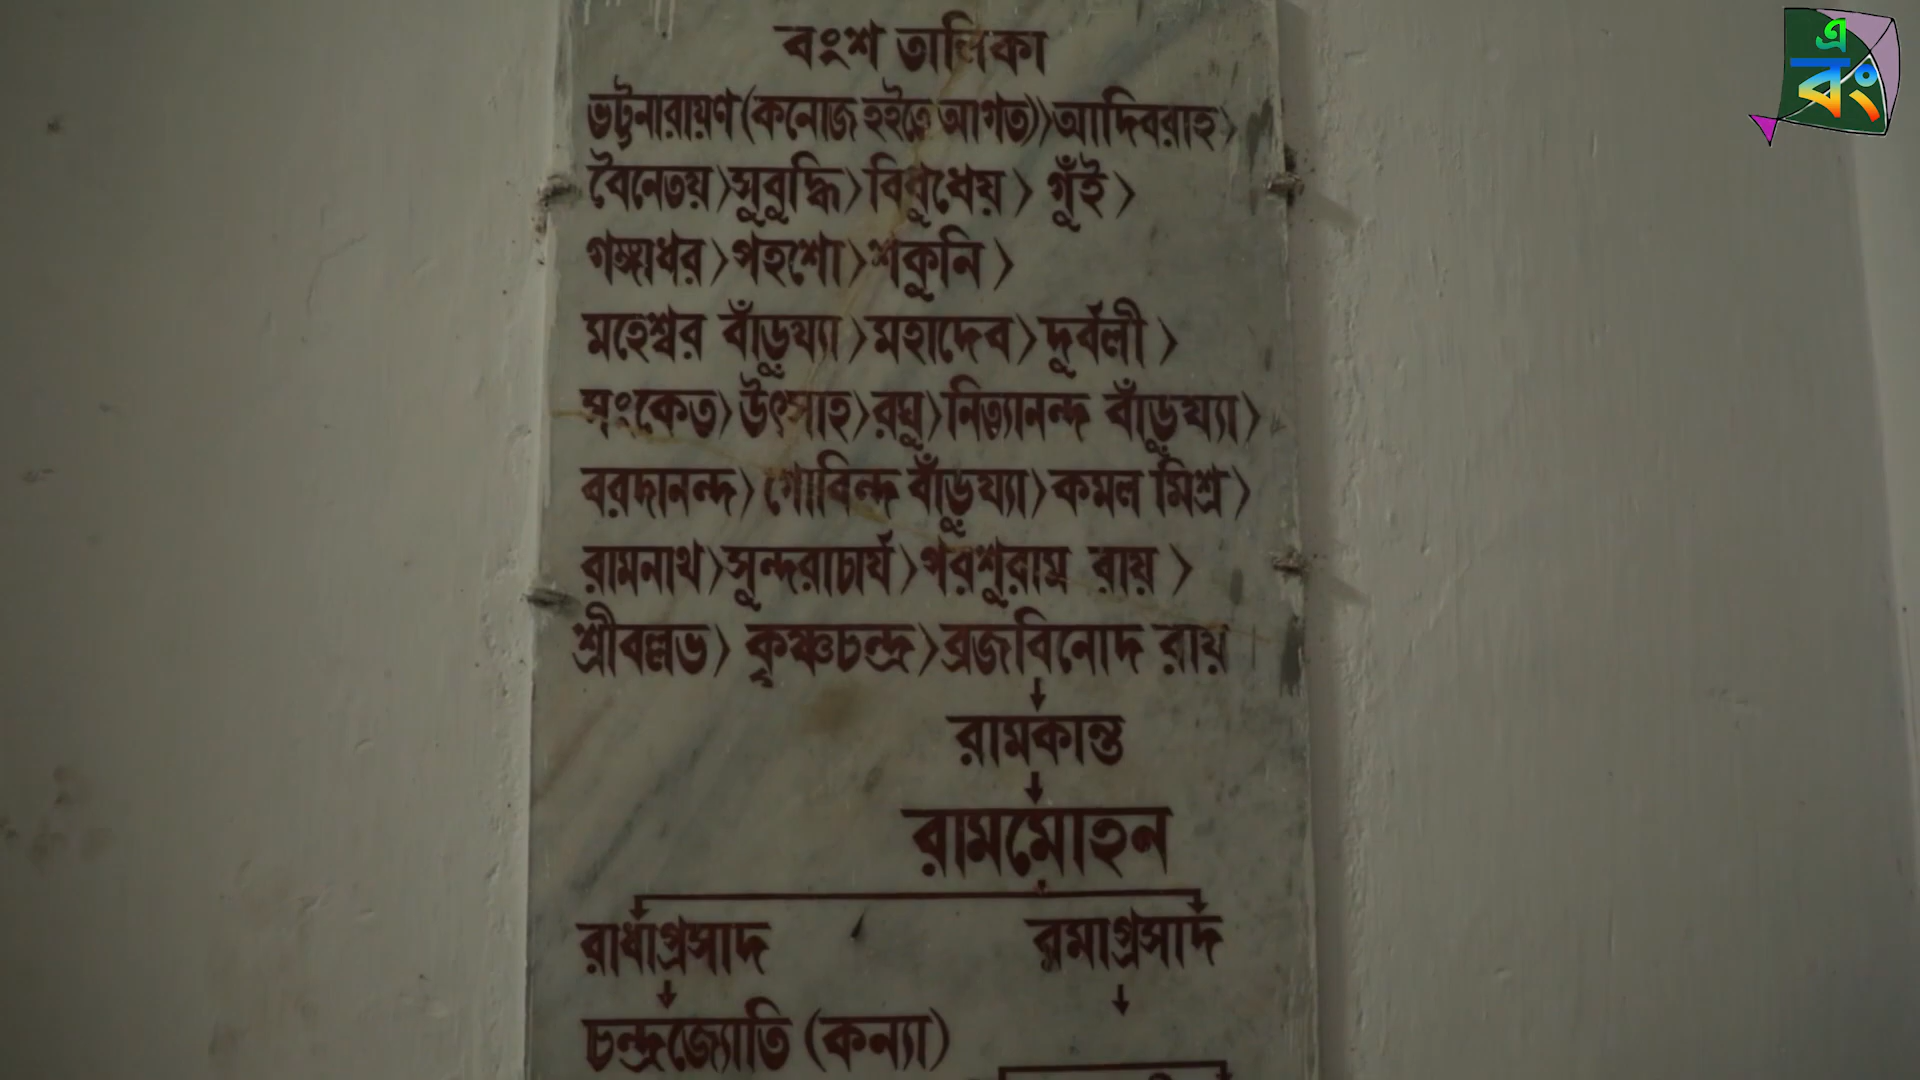 বংশ তালিকা
ভট্টনারায়ণ (কনোজ হইতে আগত)〉আদিবরাহ〉
বৈনেতয়〉সুবুদ্ধি〉বিবুধেয়〉গুঁই〉
গঙ্গাধর〉পহশো〉শকুনি〉
মহেশ্বর বাঁড়ুয্যা〉মহাদেব〉দুর্বলী〉
সংকেত〉উৎসাহ〉রঘু〉নিত্যানন্দ বাঁড়ুয্যা〉
বরদানন্দ〉গোবিন্দ বাঁড়ুয্যা〉কমল মিশ্র〉
রামনাথ〉সুন্দরাচার্য〉পরশুরাম রায়〉
শ্রীবল্লভ〉কৃষ্ণচন্দ্র〉ব্রজবিনোদ রায়
রামকান্ত
রামমোহন
রাধাপ্রসাদ রমাপ্রসাদ
চন্দ্রজ্যোতি (কন্যা)
এ
বং